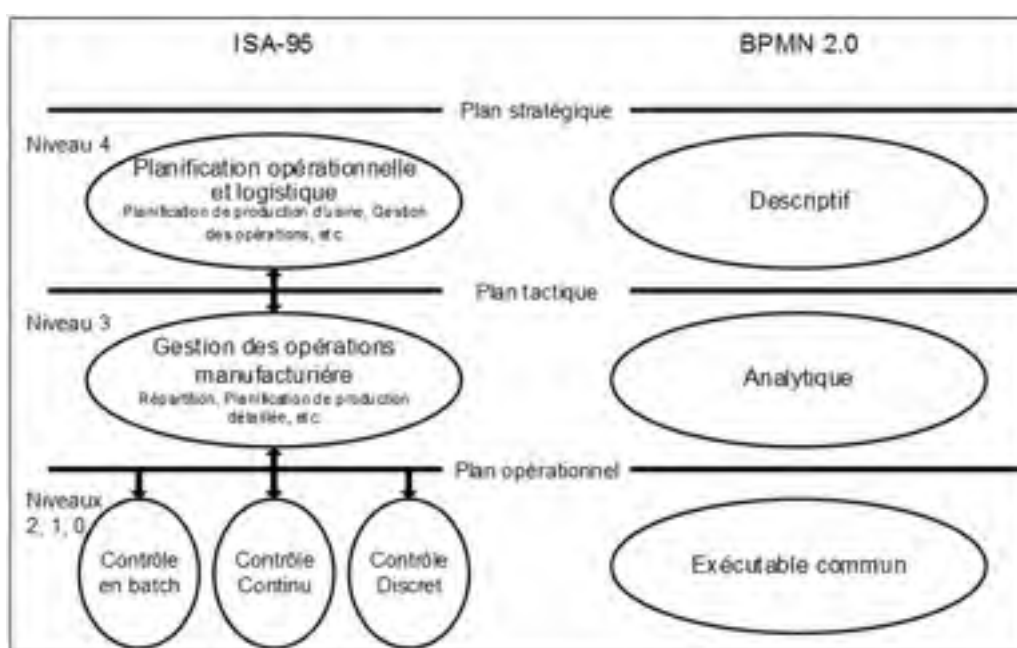 ISA-95
BPMN 2.0
Plan stratégique
Niveau 4
Planification opérationnelle
et logistique
Planification de production d'usine, Gestion
des opérations, etc
Descriptif
Plan tactique
Niveau 3
Gestion des opérations
manufacturière
Répartition, Planification de production
détaillée, etc
Analytique
Plan opérationnel
Niveaux
2, 1, 0
Contrôle
en batch
Contrôle
Continu
Contrôle
Discret
Exécutable commun